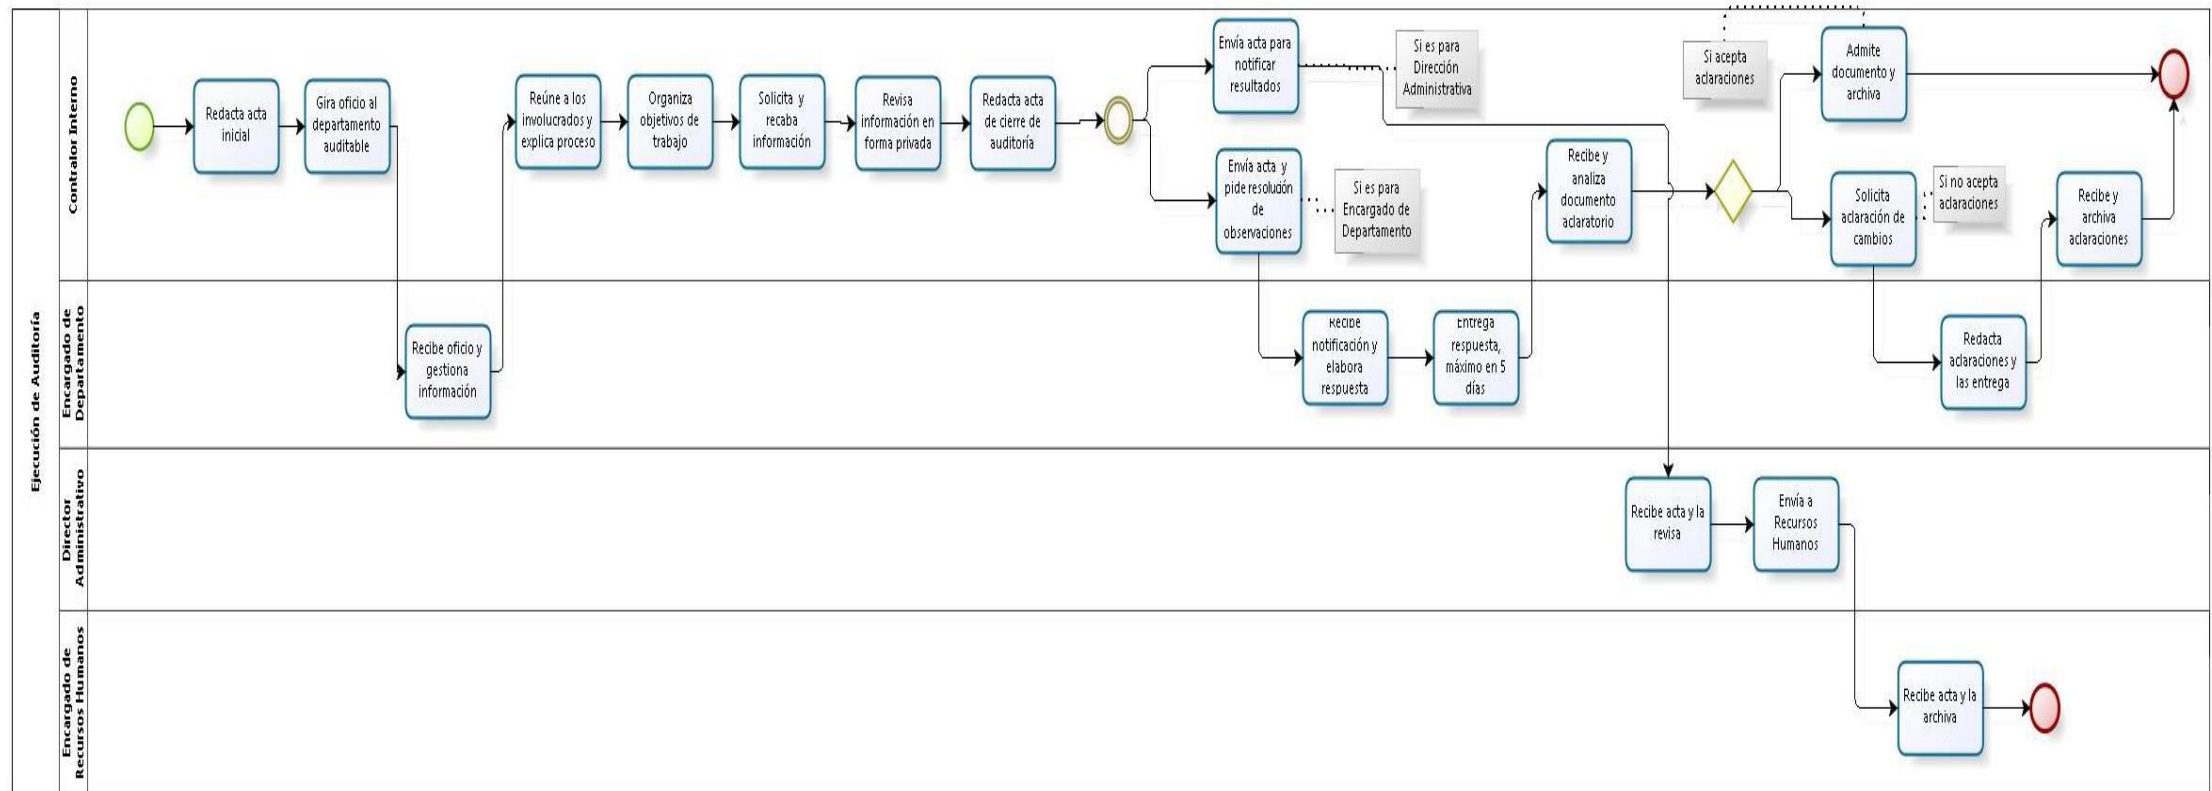 Ejecución de Auditoría
Contralor Interno
Redacta acta
inicial
Gira oficio al
departamento
auditable
Reúne a los
involucrados y
explica proceso
Organiza
objetivos de
trabajo
Solicita y
recaba
información
Revisa
información en
forma privada
Redacta acta
de cierre de
auditoría
Envía acta para
notificar
resultados
Si es para
Dirección
Administrativa
Envía acta y
pide resolución
de
observaciones
Si es para
Encargado de
Departamento
Recibe y
analiza
documento
aclaratorio
Si acepta
aclaraciones
Admite
documento y
archiva
Solicita
aclaración de
cambios
Si no acepta
aclaraciones
Recibe y
archiva
aclaraciones
Encargado de
Departamento
Recibe oficio y
gestiona
información
Recibe
notificación y
elabora
respuesta
Entrega
respuesta,
máximo en 5
días
Redacta
aclaraciones y
las entrega
Director
Administrativo
Recibe acta y la
revisa
Envía a
Recursos
Humanos
Encargado de
Recursos Humanos
Recibe acta y la
archiva